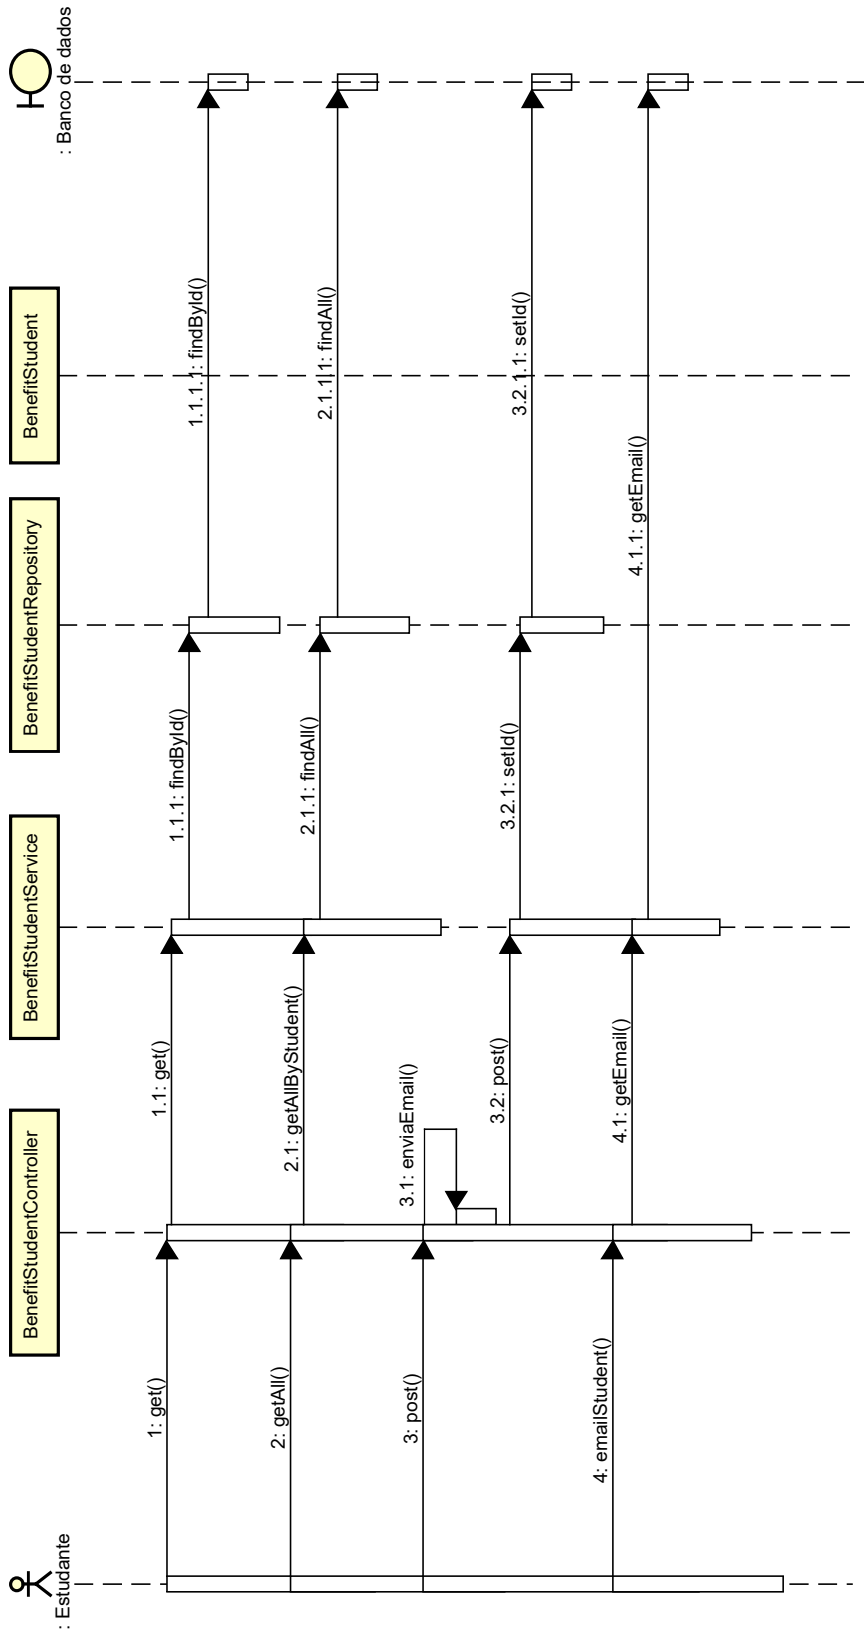 : Estudante
BenefitStudentController
BenefitStudentService
BenefitStudentRepository
BenefitStudent
: Banco de dados
1: get()
1.1: get()
1.1.1: findById()
1.1.1.1: findById()
2: getAll()
2.1: getAllByStudent()
2.1.1: findAll()
2.1.1.1: findAll()
3: post()
3.1: enviaEmail()
3.2: post()
3.2.1: setId()
3.2.1.1: setId()
4: emailStudent()
4.1: getEmail()
4.1.1: getEmail()